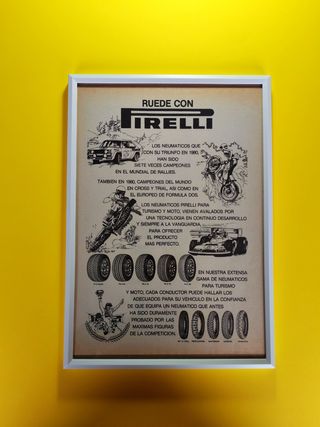 RUEDE CON
PIRELLI
LOS NEUMATICOS QUE
CON SU TRIUNFO EN 1980,
HAN SIDO
SIETE VECES CAMPEONES
EN EL MUNDIAL DE RALLIES.
TAMBIEN EN 1980, CAMPEONES DEL MUNDO
EN CROSS Y TRIAL, ASI COMO EN
EL EUROPEO DE FORMULA DOS.
LOS NEUMATICOS PIRELLI PARA
TURISMO Y MOTO, VIENEN AVALADOS POR
UNA TECNOLOGIA EN CONTINUO DESARROLLO
Y SIEMPRE A LA VANGUARDIA,
PARA OFRECER
EL PRODUCTO
MAS PERFECTO.
EN NUESTRA EXTENSA
GAMA DE NEUMATICOS
PARA TURISMO
Y MOTO, CADA CONDUCTOR PUEDE HALLAR LOS
ADECUADOS PARA SU VEHICULO EN LA CONFIANZA
DE QUE EQUIPA UN NEUMATICO QUE ANTES
HA SIDO DURAMENTE
PROBADO POR LAS
MAXIMAS FIGURAS
DE LA COMPETICION.